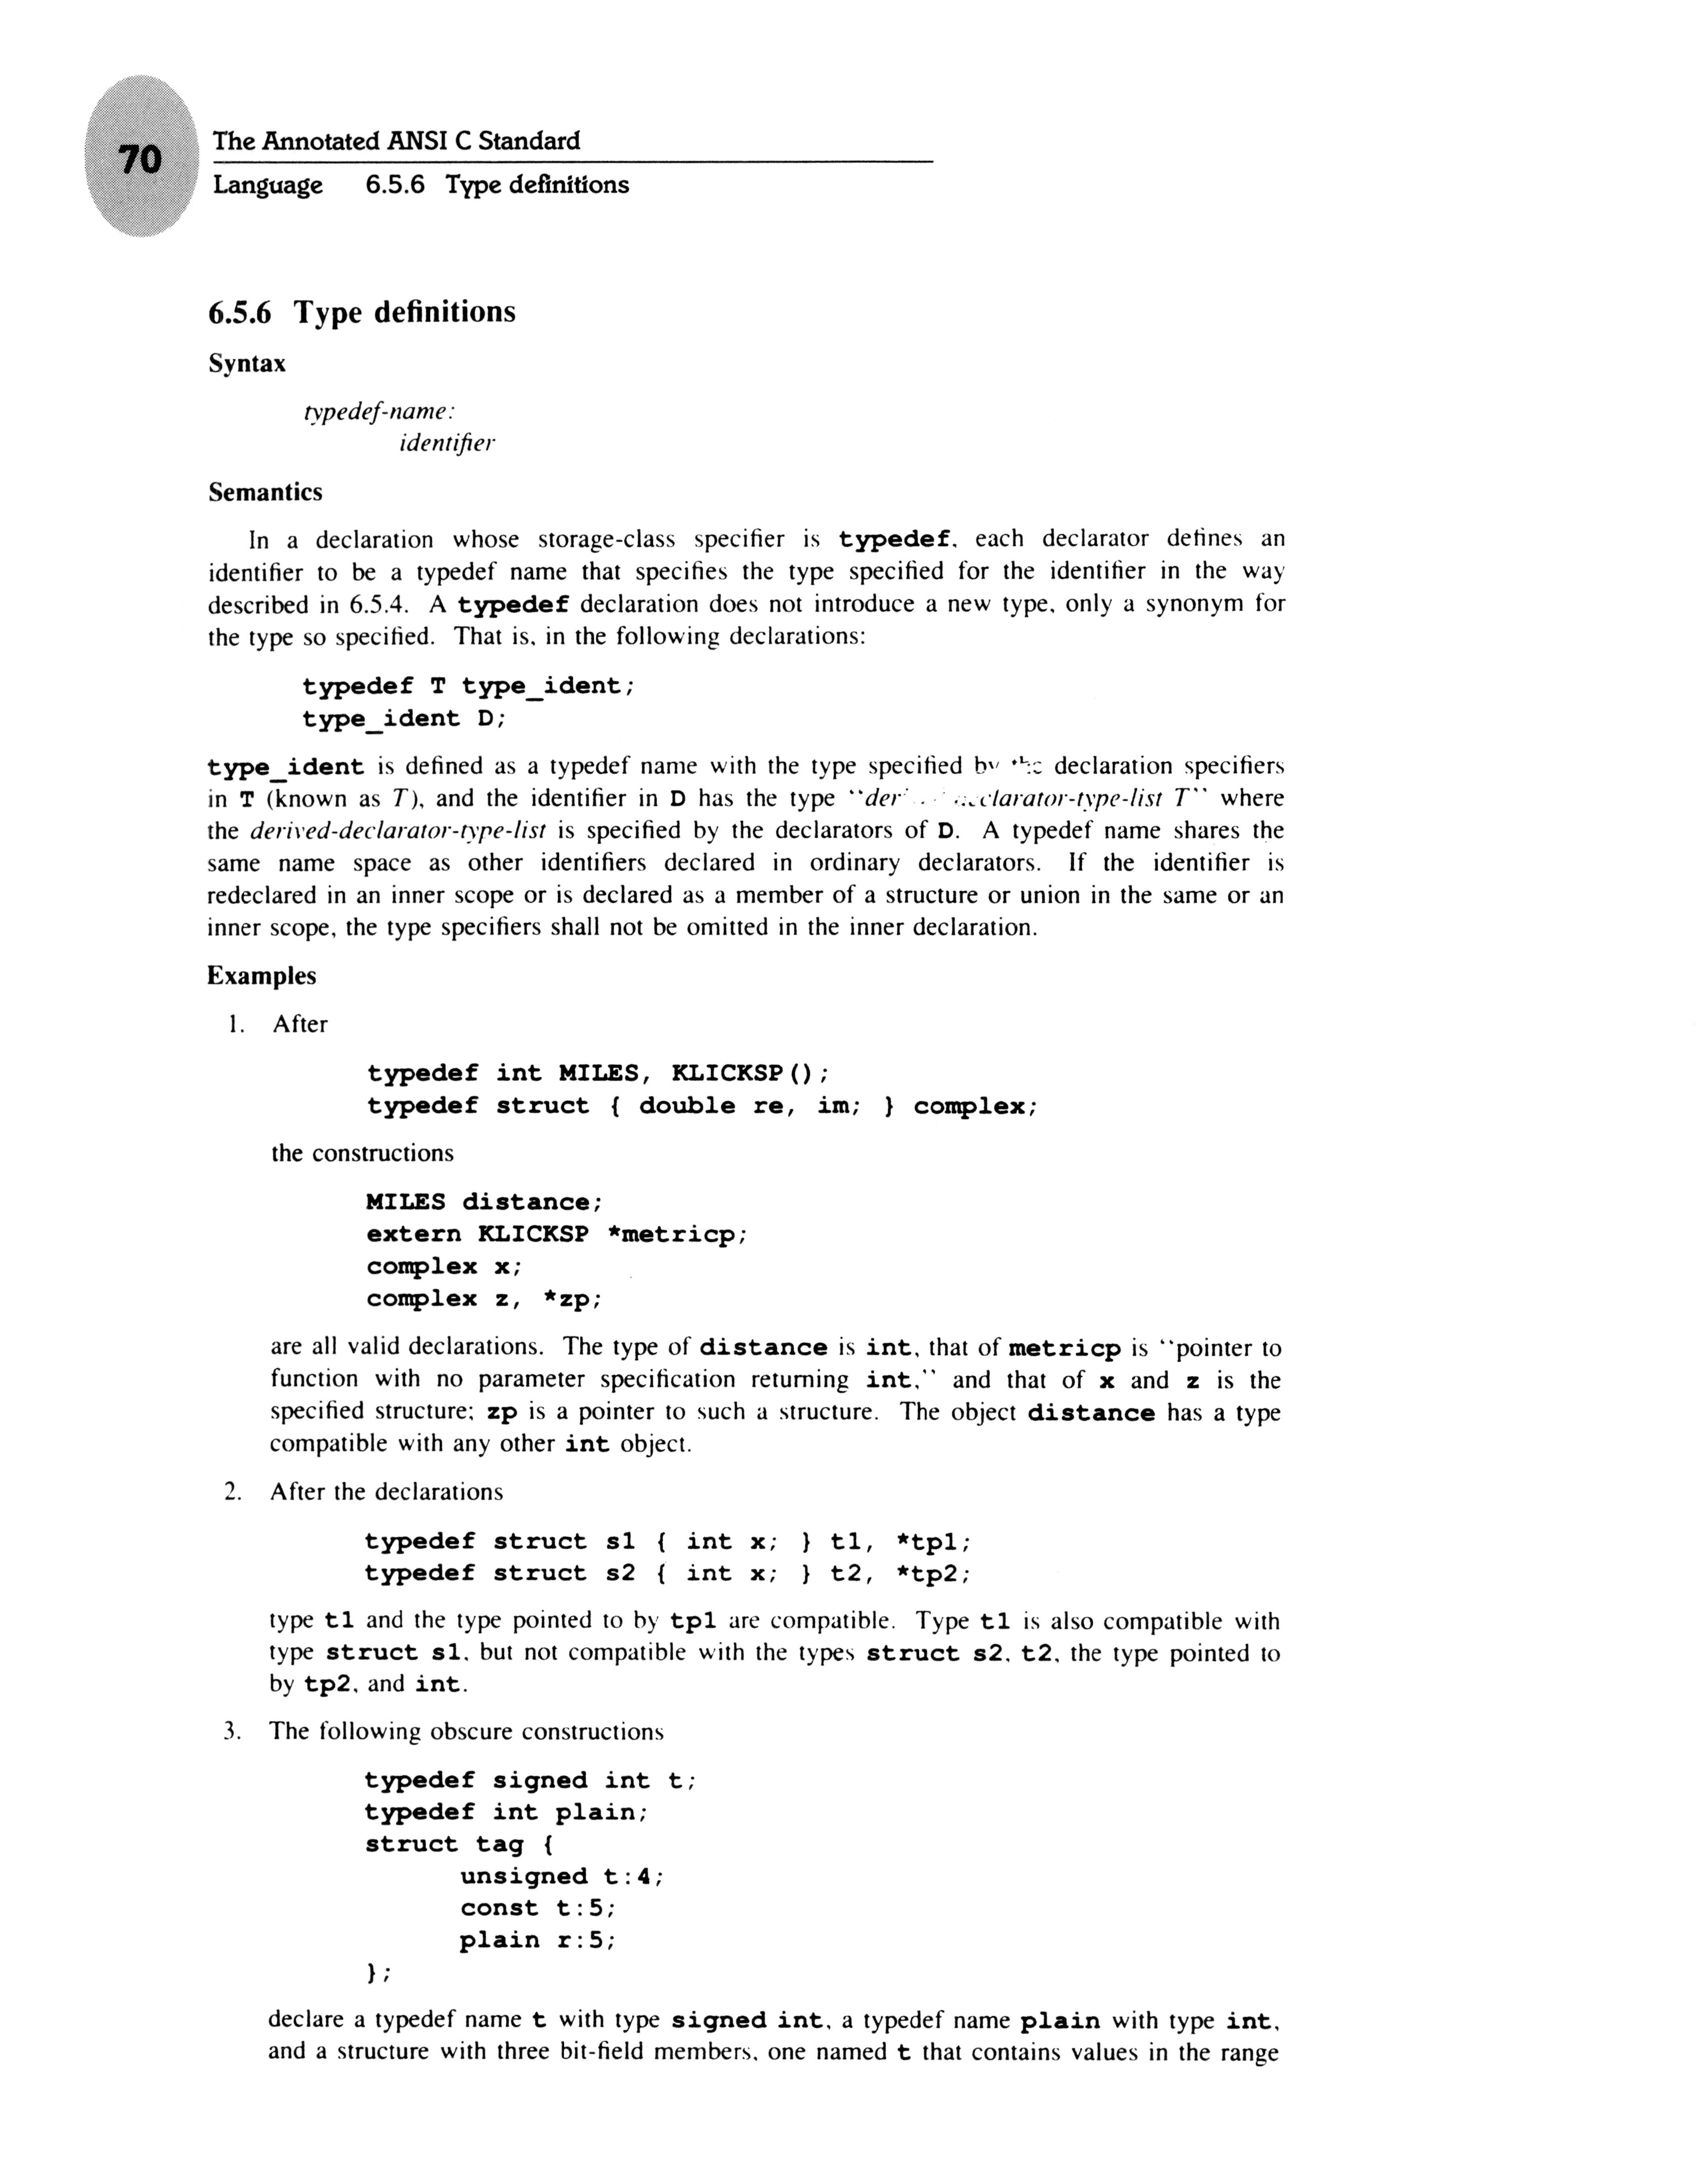 70
The Annotated ANSI C Standard
Language 6.5.6 Type definitions
6.5.6 Type definitions
Syntax
typedef-name:
identifier
Semantics
In a declaration whose storage-class specifier is typedef, each declarator defines an
identifier to be a typedef name that specifies the type specified for the identifier in the way
described in 6.5.4. A typedef declaration does not introduce a new type, only a synonym for
the type so specified. That is, in the following declarations:
typedef T type_ident;
type_ident D;
type_ident is defined as a typedef name with the type specified by declaration specifiers
in T (known as T), and the identifier in D has the type "T" where
the derived-declarator-type-list is specified by the declarators of D. A typedef name shares the
same name space as other identifiers declared in ordinary declarators. If the identifier is
redeclared in an inner scope or is declared as a member of a structure or union in the same or an
inner scope, the type specifiers shall not be omitted in the inner declaration.
Examples
1. After
typedef int MILES, KLICKSP();
typedef struct { double re, im; } complex;
the constructions
MILES distance;
extern KLICKSP *metricp;
complex x;
complex z, *zp;
are all valid declarations. The type of distance is int, that of metricp is "pointer to
function with no parameter specification returning int," and that of x and z is the
specified structure; zp is a pointer to such a structure. The object distance has a type
compatible with any other int object.
2. After the declarations
typedef struct s1 { int x; } t1, *tp1;
typedef struct s2 { int x; } t2, *tp2;
type t1 and the type pointed to by tp1 are compatible. Type t1 is also compatible with
type struct s1, but not compatible with the types struct s2, t2, the type pointed to
by tp2, and int.
3. The following obscure constructions
typedef signed int t;
typedef int plain;
struct tag {
unsigned t:4;
const t:5;
plain r:5;
};
declare a typedef name t with type signed int, a typedef name plain with type int,
and a structure with three bit-field members, one named t that contains values in the range